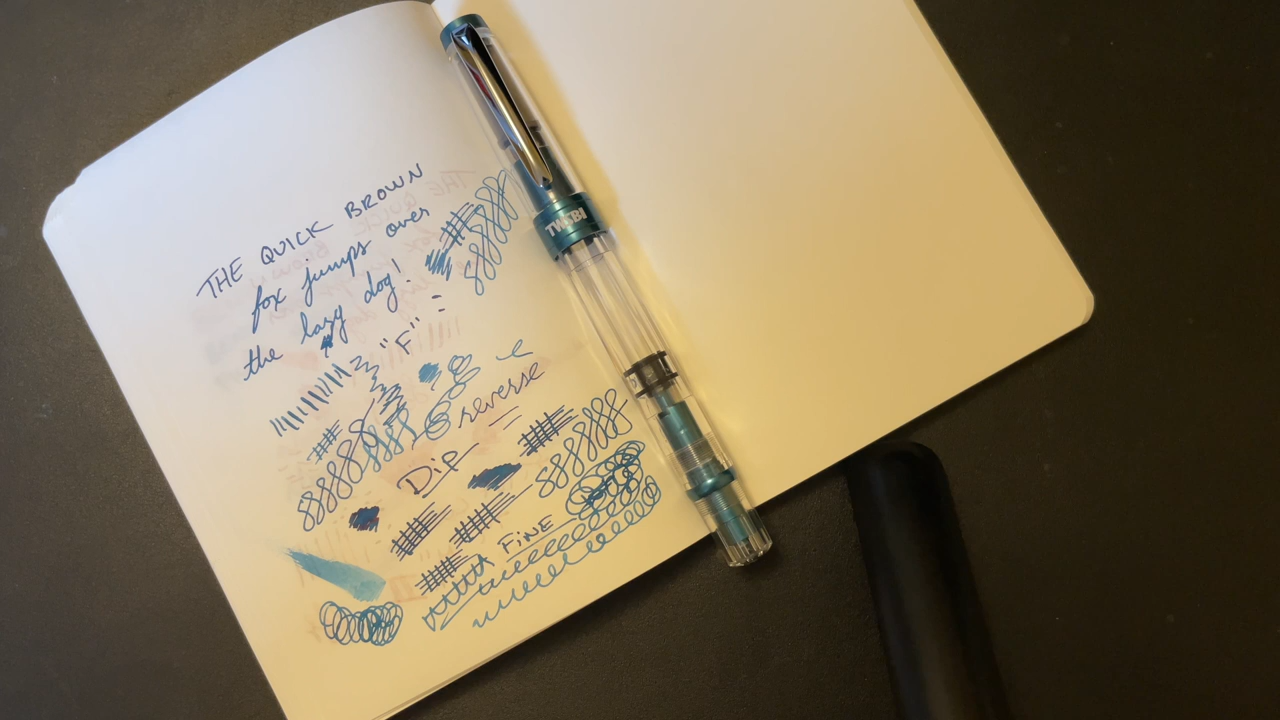 THE QUICK BROWN
fox jumps over
the lazy dog!
"F"
reverse
DIP
FINE
TWSBI